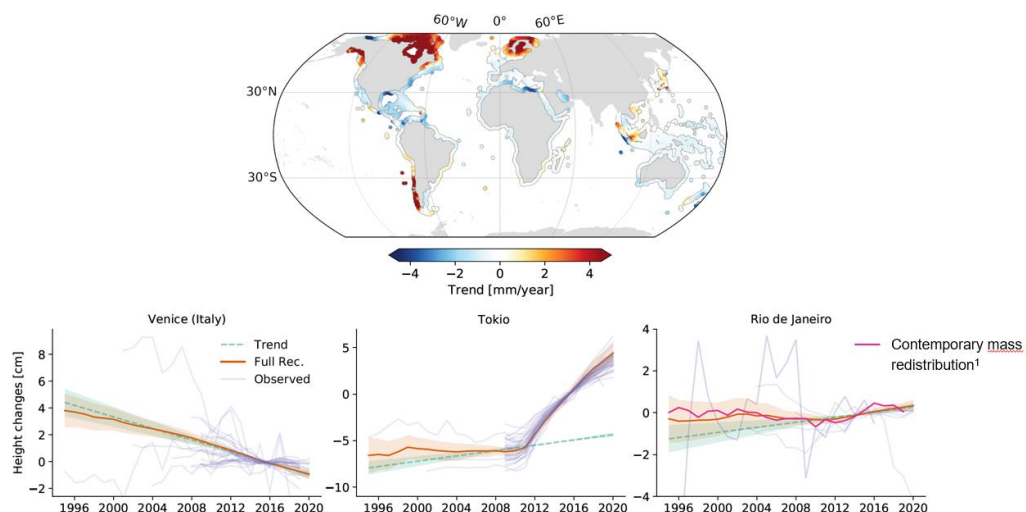 60°W 0° 60°E
30°N
30°S
−4 −2 0 2 4
Trend [mm/year]
Venice (Italy)
Height changes [cm]
8
6
4
2
0
−2
1996 2002 2004 2008 2012 2016 2020
Trend
Full Rec.
Observed
Tokio
5
0
−5
−10
1996 2000 2004 2008 2012 2016 2020
Rio de Janeiro
4
2
0
−2
−4
1996 2000 2004 2008 2012 2016 2020
Contemporary mass
redistribution¹